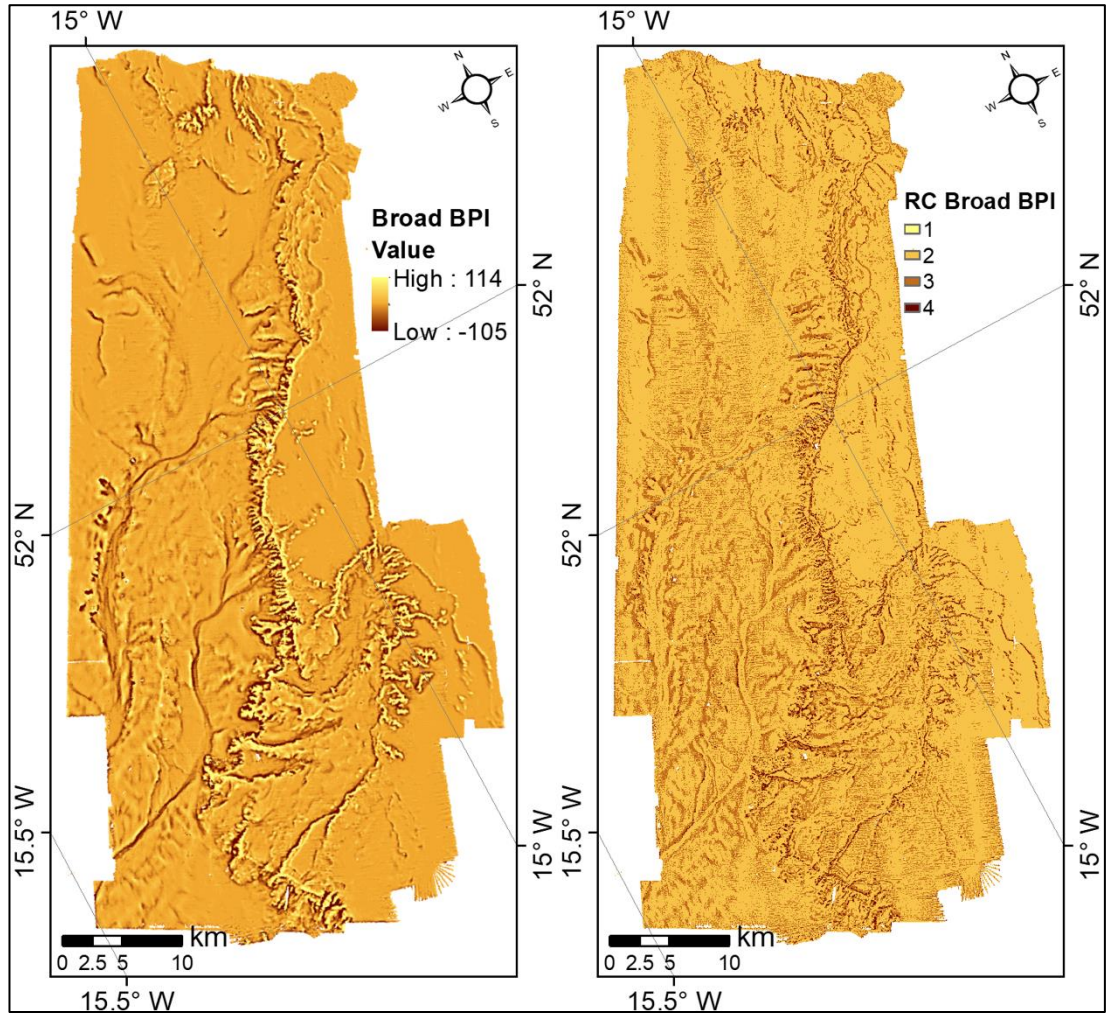 15° W
15° W
N
E
W
S
N
E
W
S
Broad BPI
Value
High : 114
Low : -105
RC Broad BPI
1
2
3
4
52° N
52° N
52° N
52° N
15.5° W
15° W
15.5° W
15° W
km
0 2.5 5 10
km
0 2.5 5 10
15.5° W
15.5° W